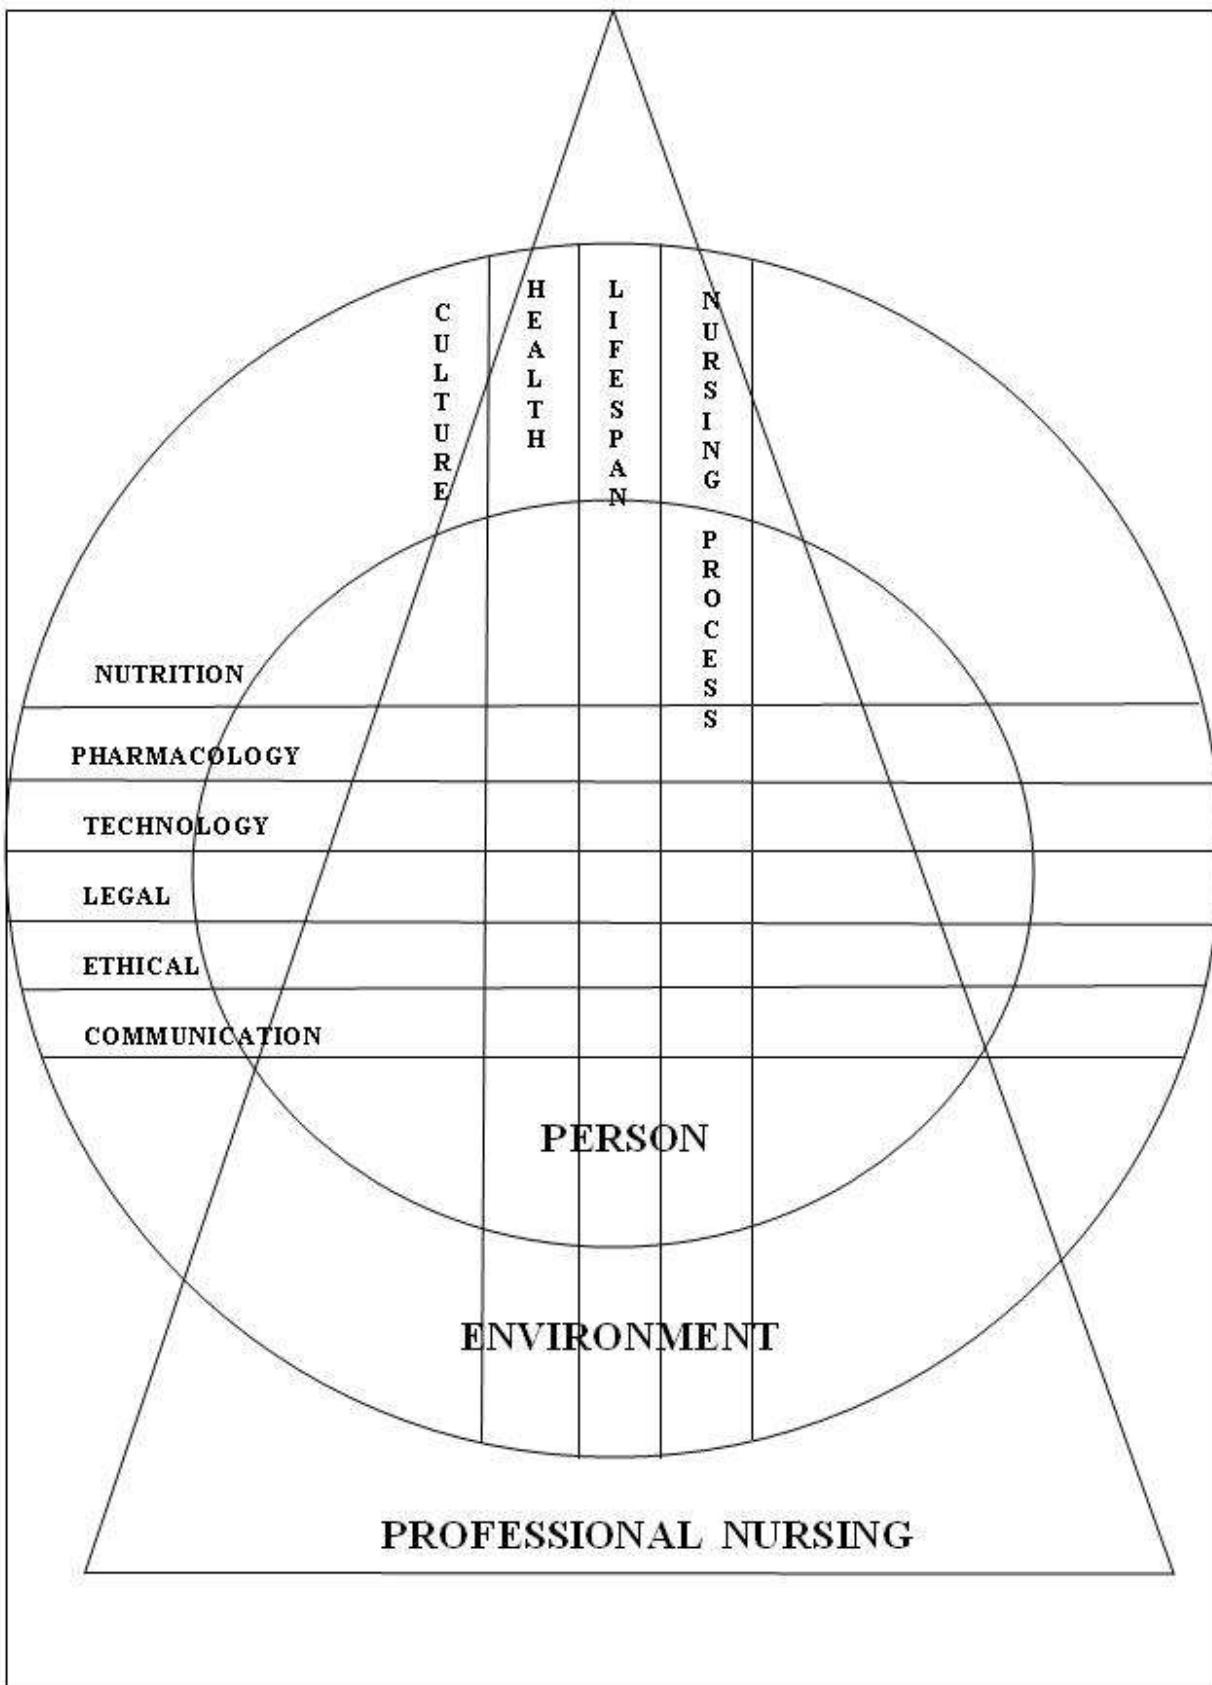 CULTURE
HEALTH
LIFESPAN
NURSING PROCESS
NUTRITION
PHARMACOLOGY
TECHNOLOGY
LEGAL
ETHICAL
COMMUNICATION
PERSON
ENVIRONMENT
PROFESSIONAL NURSING